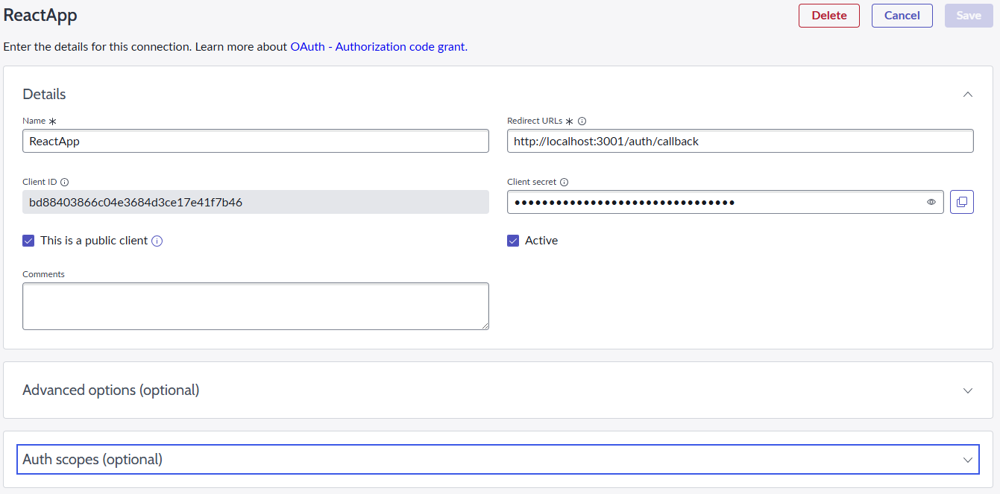 ReactApp
Delete
Cancel
Save
Enter the details for this connection. Learn more about OAuth - Authorization code grant.
Details
Name *
Redirect URLs *
ReactApp
http://localhost:3001/auth/callback
Client ID
Client secret
bd88403866c04e3684d3ce17e41f7b46
••••••••••••••••••••••••••••••••
This is a public client
Active
Comments
Advanced options (optional)
Auth scopes (optional)